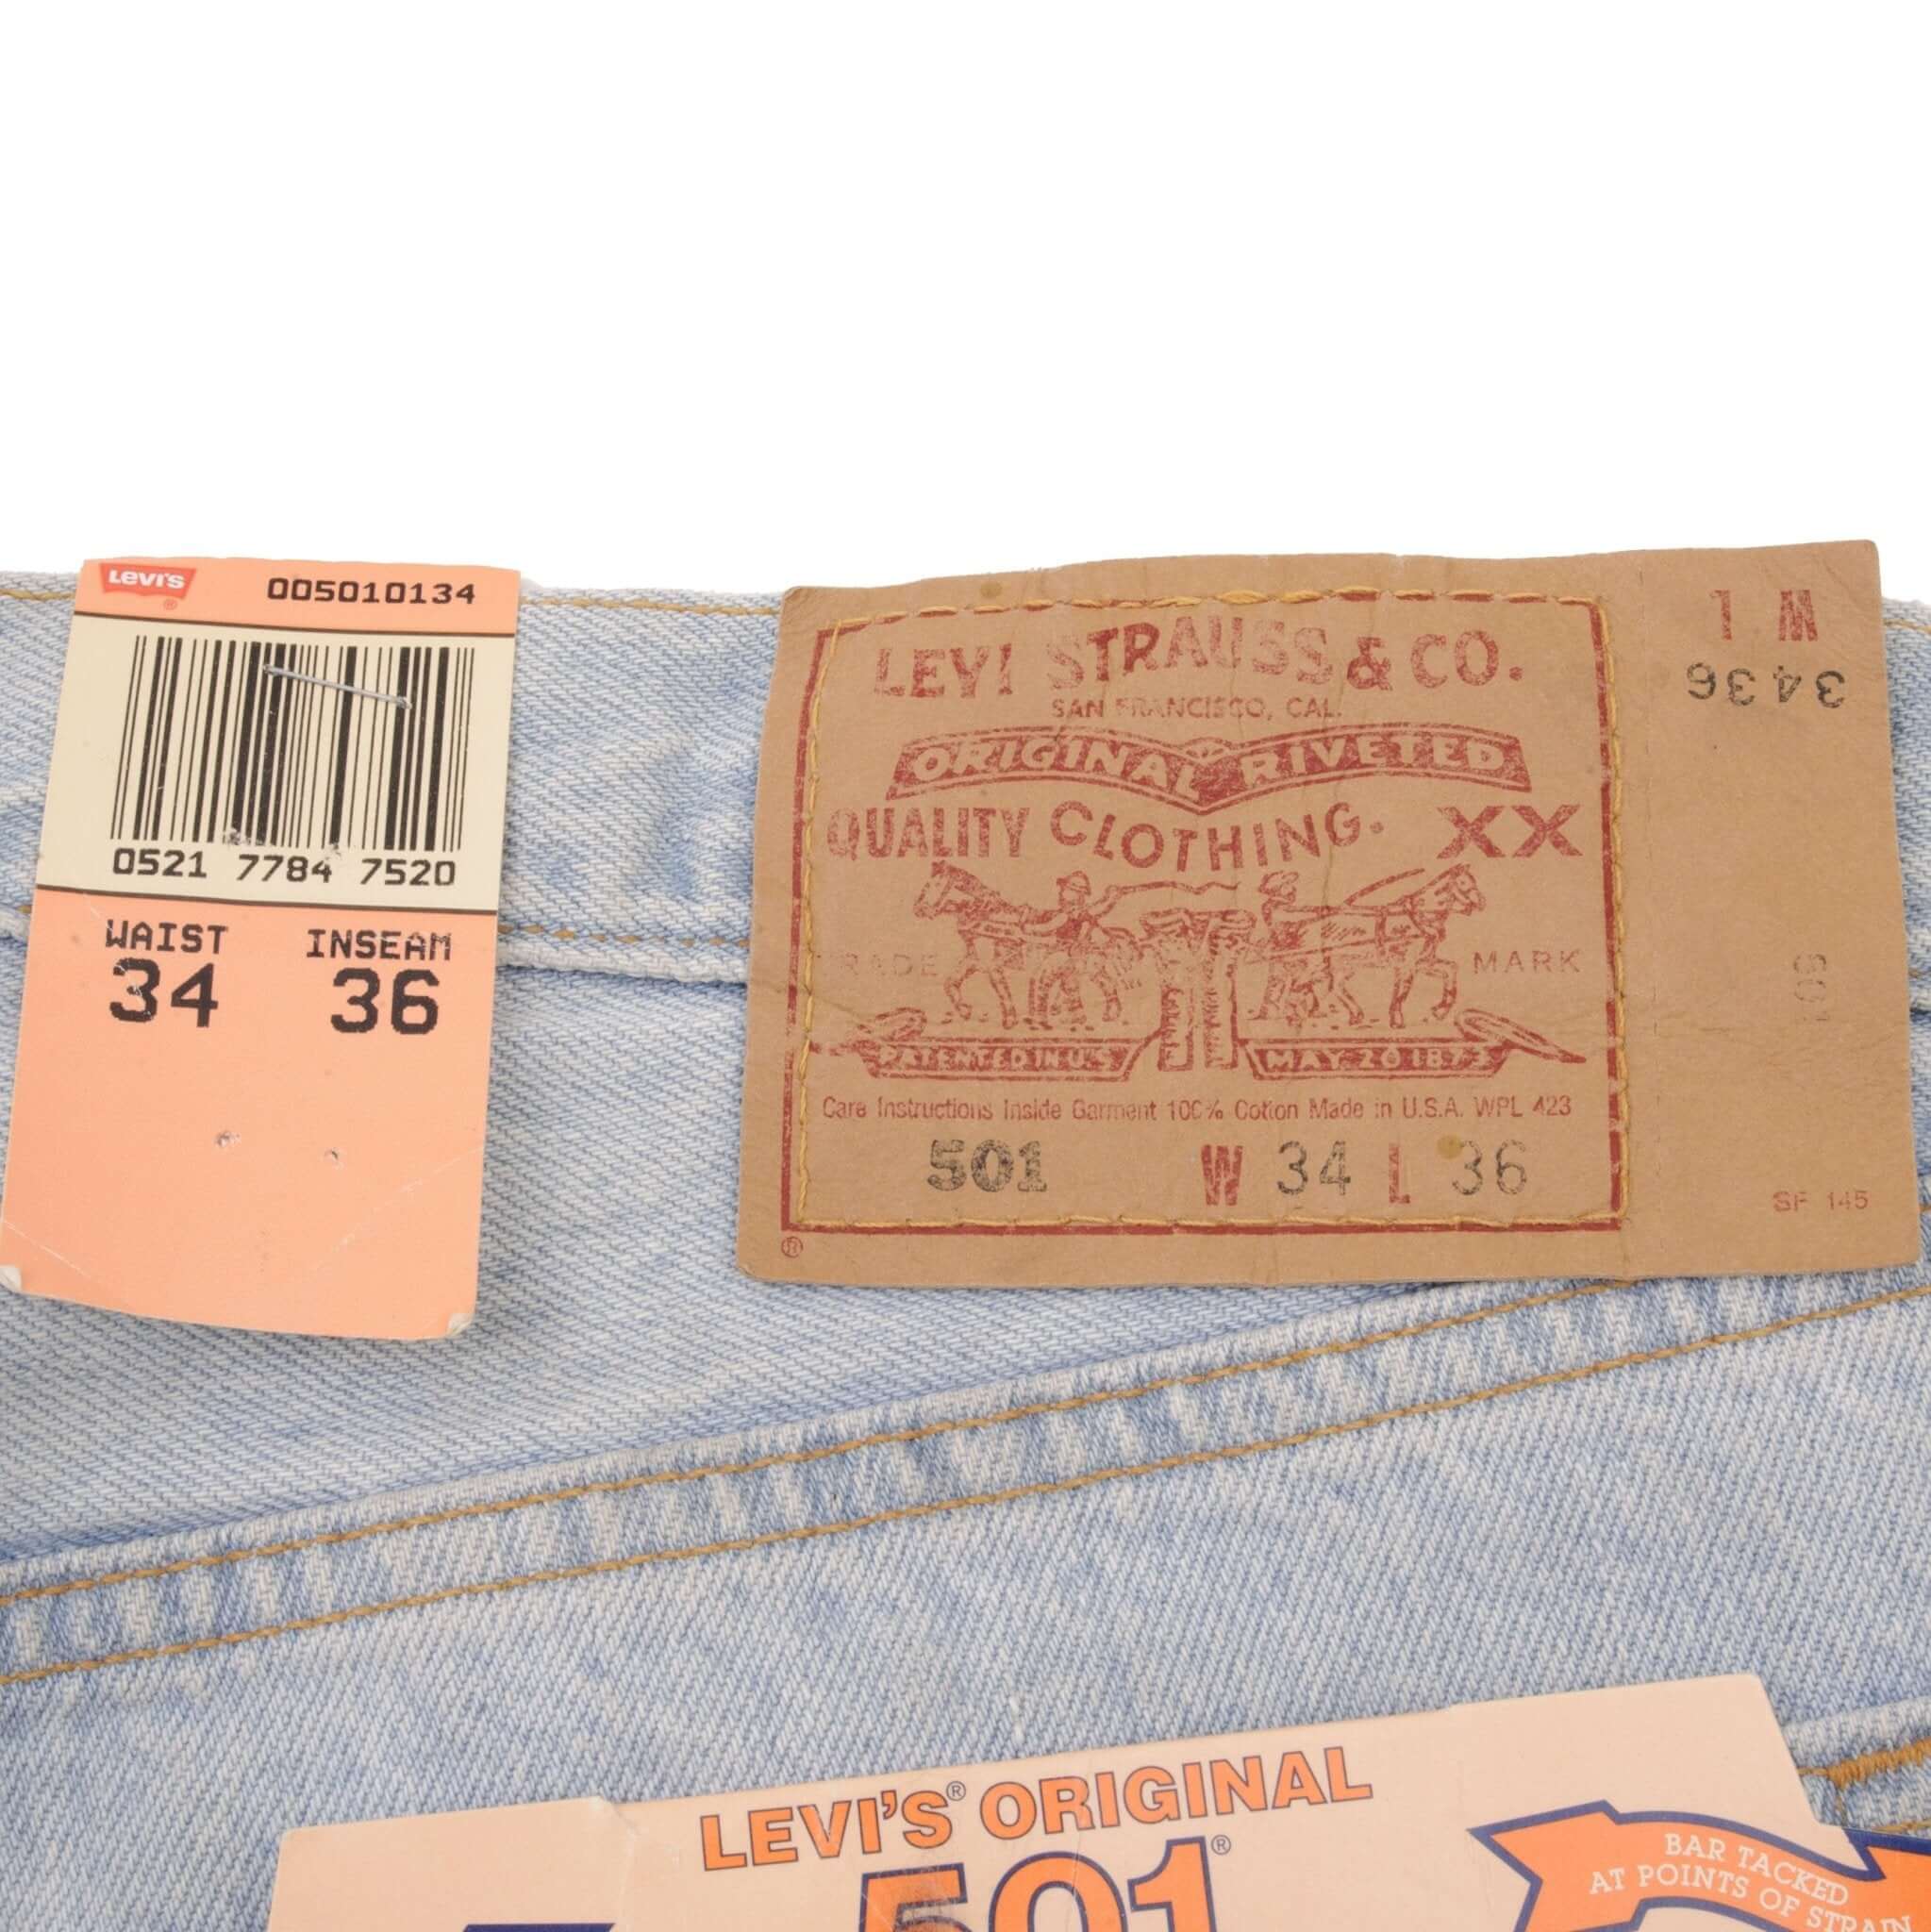 LEVI'S ®
005010134
0521 7784 7520
WAIST INSEAM
34 36
LEVI STRAUSS & CO.
SAN FRANCISCO, CAL.
ORIGINAL RIVETED
QUALITY CLOTHING. XX
TRADE MARK
PATENTED IN U.S. MAY 20 1873
Care Instructions Inside Garment 100% Cotton Made in U.S.A. WPL 423
501 W 34 L 36
®
W L
3436
SF 145
LEVI'S® ORIGINAL
501®
BAR TACKED
AT POINTS OF STRAIN